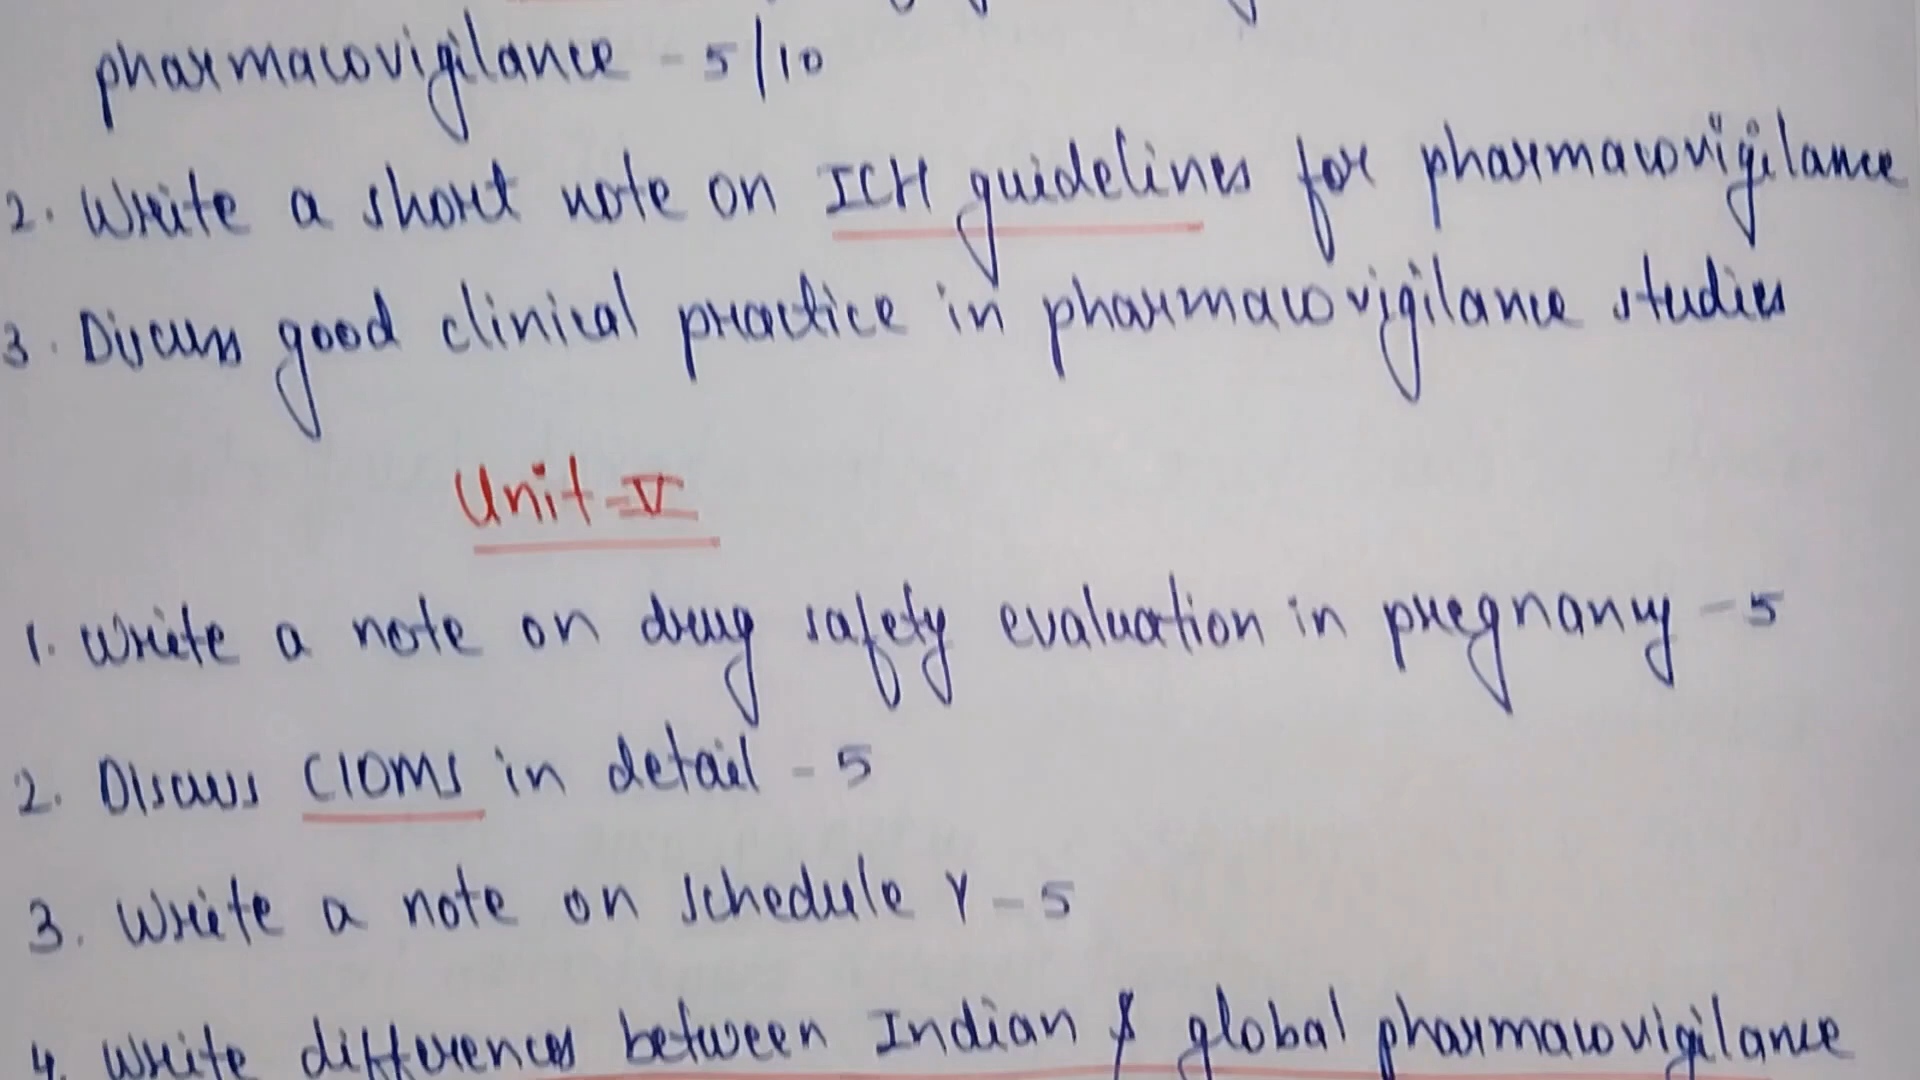 pharmacovigilance - 5/10
2. Write a short note on ICH guidelines for pharmacovigilance
3. Discuss good clinical practice in pharmacovigilance studies
Unit-V
1. Write a note on drug safety evaluation in pregnancy - 5
2. Discuss CIOMS in detail - 5
3. Write a note on schedule Y - 5
4. Write differences between Indian & global pharmacovigilance